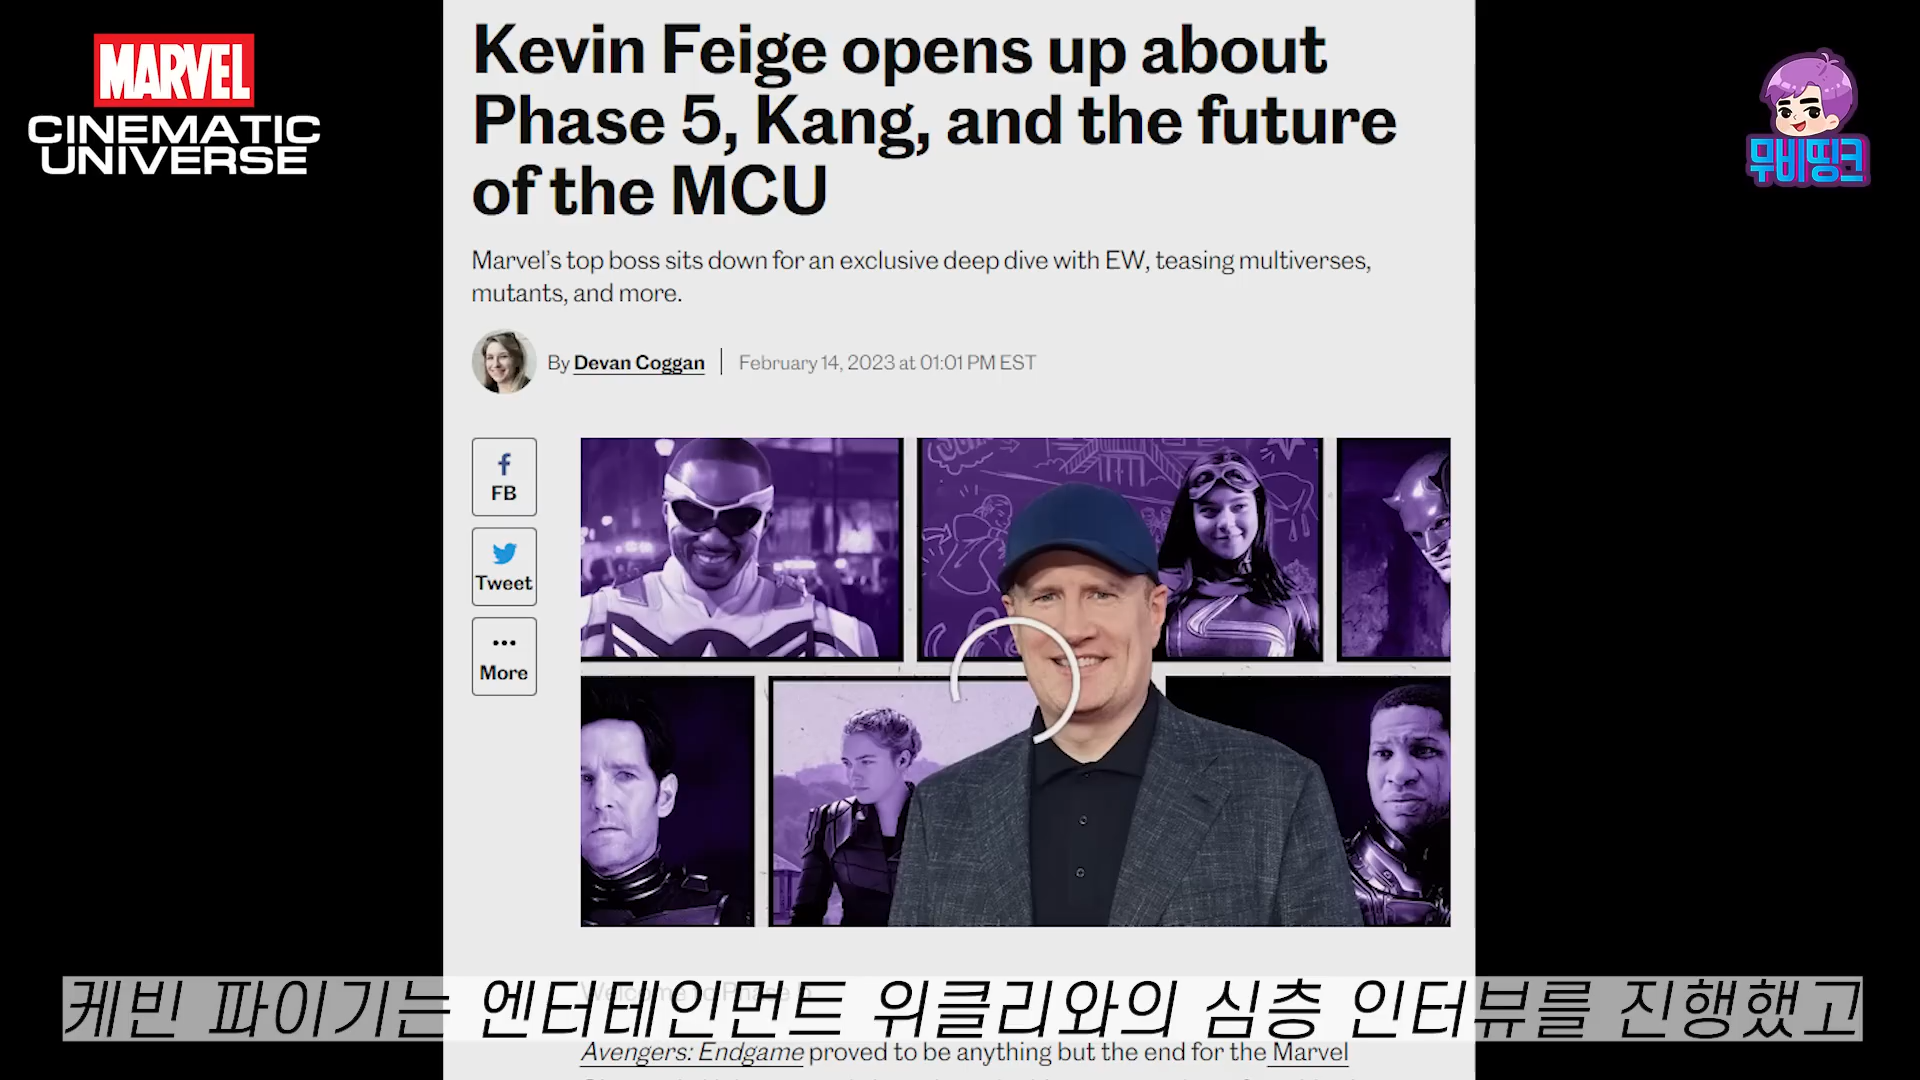 MARVEL
CINEMATIC
UNIVERSE
무비띵크
Kevin Feige opens up about
Phase 5, Kang, and the future
of the MCU
Marvel's top boss sits down for an exclusive deep dive with EW, teasing multiverses,
mutants, and more.
By Devan Coggan
February 14, 2023 at 01:01 PM EST
FB
Tweet
More
Welcome to Phase
케빈 파이기는 엔터테인먼트 위클리와의 심층 인터뷰를 진행했고
Avengers: Endgame proved to be anything but the end for the Marvel